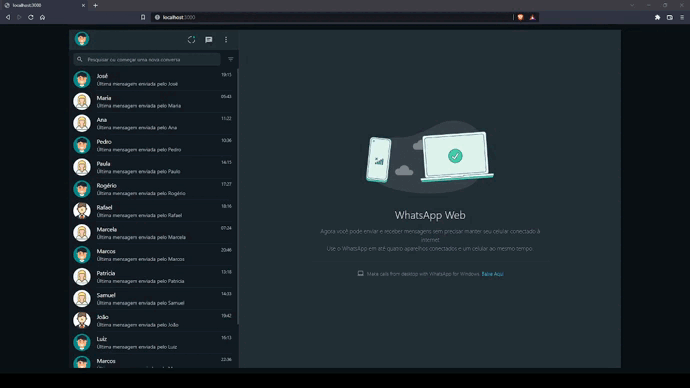 localhost:3000
localhost:3000
Pesquisar ou começar uma nova conversa
José 19:15
Última mensagem enviada pelo José
Maria 05:43
Última mensagem enviada pelo Maria
Ana 11:22
Última mensagem enviada pelo Ana
Pedro 10:36
Última mensagem enviada pelo Pedro
Paula 14:15
Última mensagem enviada pelo Paulo
Rogério 17:27
Última mensagem enviada pelo Rogério
Rafael 18:16
Última mensagem enviada pelo Rafael
Marcela 07:24
Última mensagem enviada pelo Marcela
Marcos 20:46
Última mensagem enviada pelo Marcos
Patrícia 13:18
Última mensagem enviada pelo Patrícia
Samuel 14:33
Última mensagem enviada pelo Samuel
João 19:42
Última mensagem enviada pelo João
Luiz 16:13
Última mensagem enviada pelo Luiz
Marcos 22:36
WhatsApp Web
Agora você pode enviar e receber mensagens sem precisar manter seu celular conectado à
internet.
Use o WhatsApp em até quatro aparelhos conectados e um celular ao mesmo tempo.
Make calls from desktop with WhatsApp for Windows. Baixe Aqui